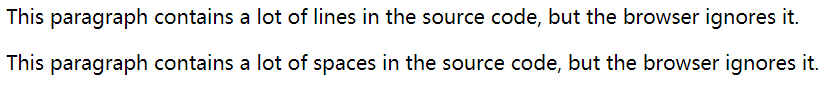 This paragraph contains a lot of lines in the source code, but the browser ignores it.
This paragraph contains a lot of spaces in the source code, but the browser ignores it.